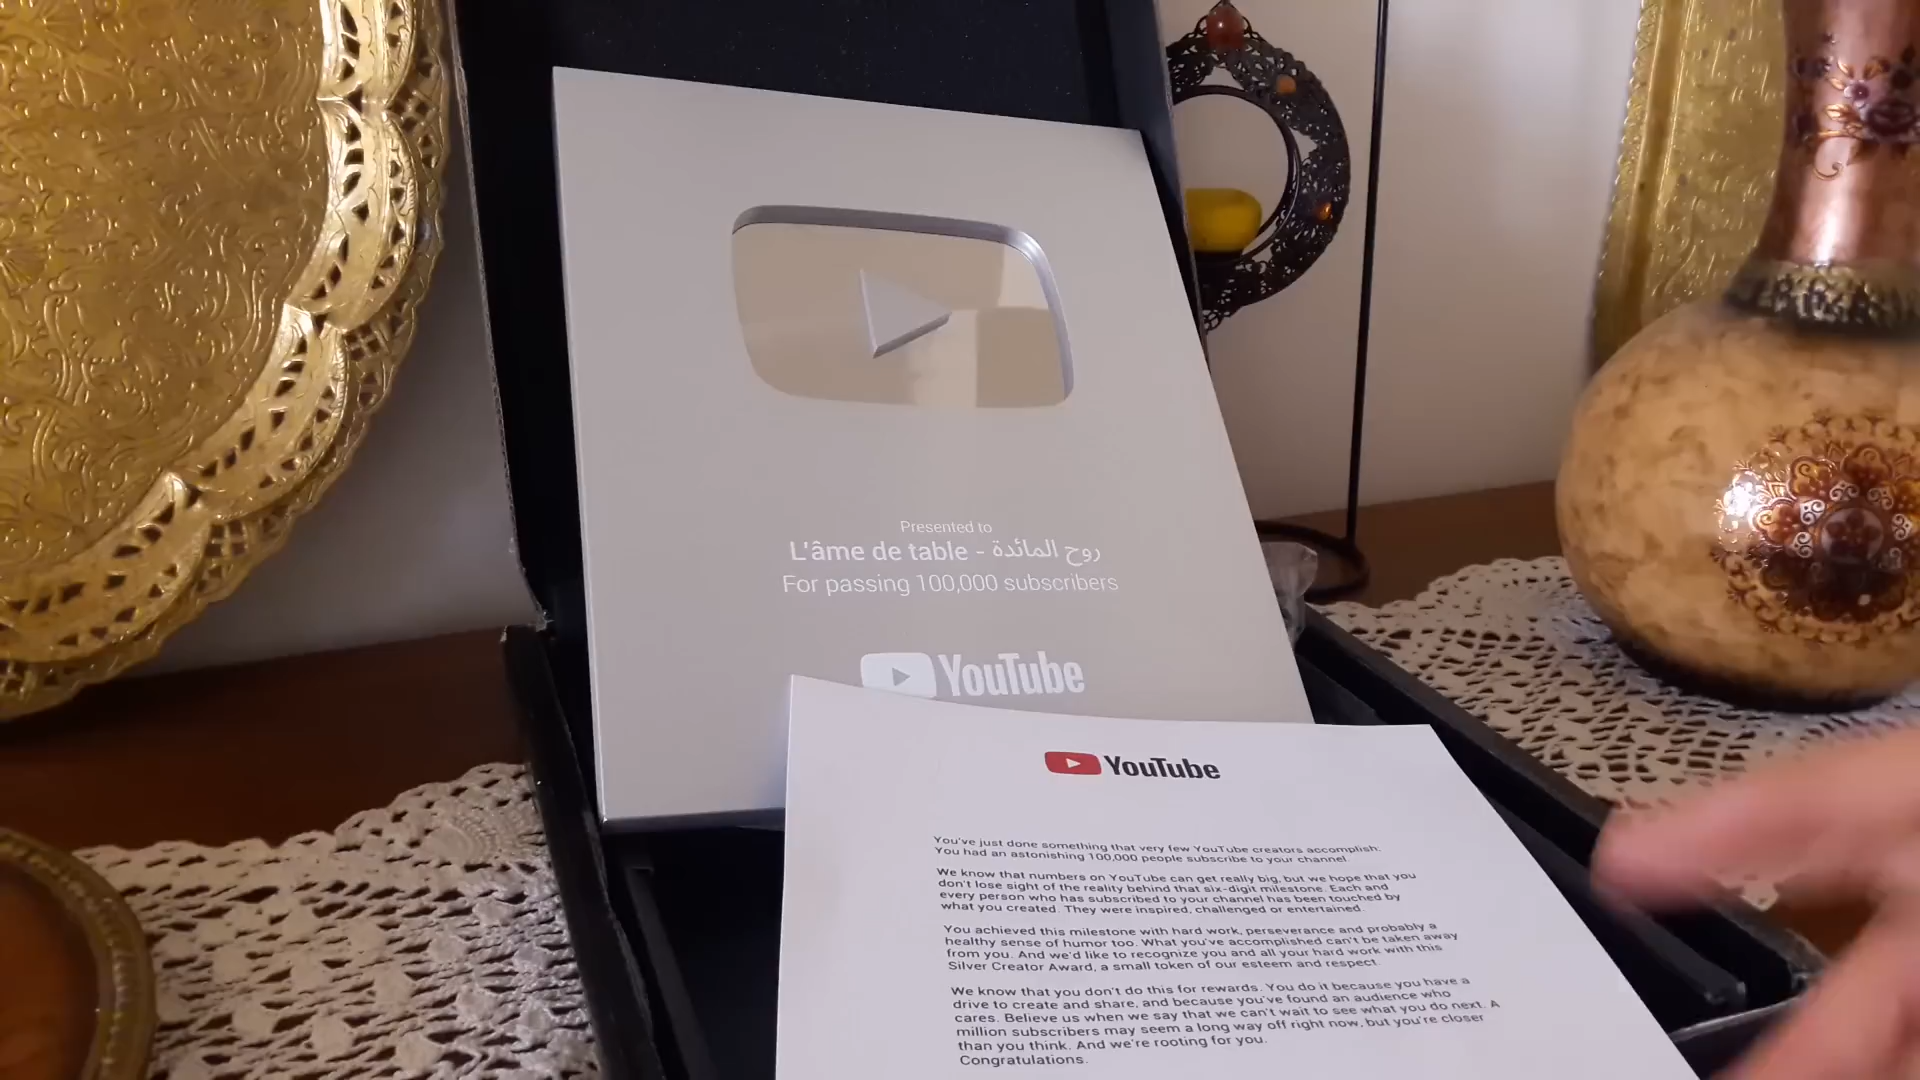 Presented to
L'âme de table - روح المائدة
For passing 100,000 subscribers
YouTube
YouTube
You've just done something that very few YouTube creators accomplish:
You had an astonishing 100,000 people subscribe to your channel.
We know that numbers on YouTube can get really big, but we hope that you
don't lose sight of the reality behind that six-digit milestone. Each and
every person who has subscribed to your channel has been touched by
what you created. They were inspired, challenged or entertained.
You achieved this milestone with hard work, perseverance and probably a
healthy sense of humor too. What you've accomplished can't be taken away
from you. And we'd like to recognize you and all your hard work with this
Silver Creator Award, a small token of our esteem and respect.
We know that you don't do this for rewards. You do it because you have a
drive to create and share, and because you've found an audience who
cares. Believe us when we say that we can't wait to see what you do next. A
million subscribers may seem a long way off right now, but you're closer
than you think. And we're rooting for you.
Congratulations.